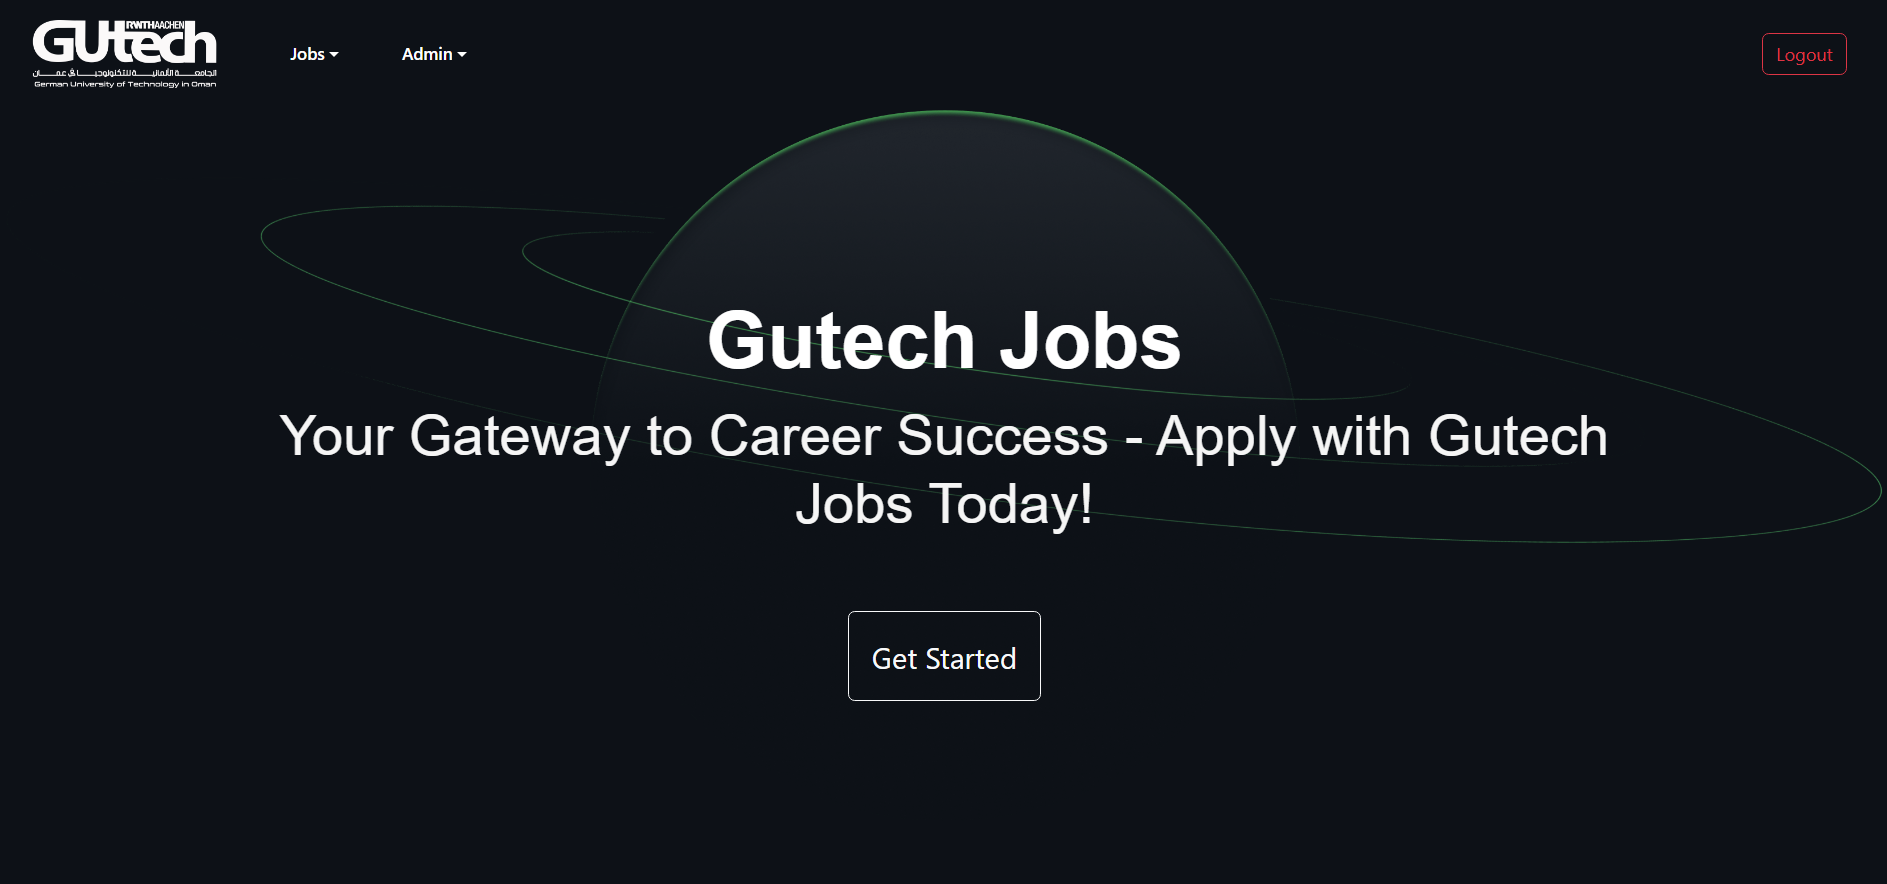 GUtech RWTHAACHEN
الجامعة الألمانية للتكنولوجيا في عمان
German University of Technology in Oman
Jobs
Admin
Logout
Gutech Jobs
Your Gateway to Career Success - Apply with Gutech
Jobs Today!
Get Started